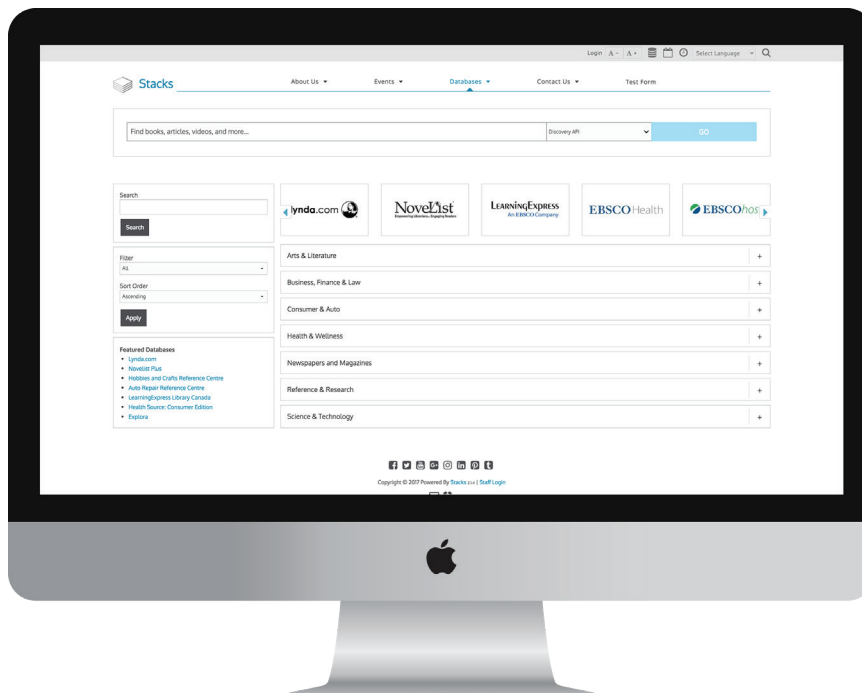 Login A - A + Select Language
Stacks
About Us Events Databases Contact Us Test Form
Find books, articles, videos, and more... Discovery API GO
Search
Search
lynda.com NoveList LEARNINGEXPRESS EBSCO Health EBSCOhos
An EBSCO Company
Filter
All
Sort Order
Ascending
Apply
Featured Databases
Lynda.com
Novelist Plus
Hobbies and Crafts Reference Centre
Auto Repair Reference Centre
LearningExpress Library Canada
Health Source: Consumer Edition
Explora
Arts & Literature +
Business, Finance & Law +
Consumer & Auto +
Health & Wellness +
Newspapers and Magazines +
Reference & Research +
Science & Technology +
Copyright © 2017 Powered By Stacks | Staff Login